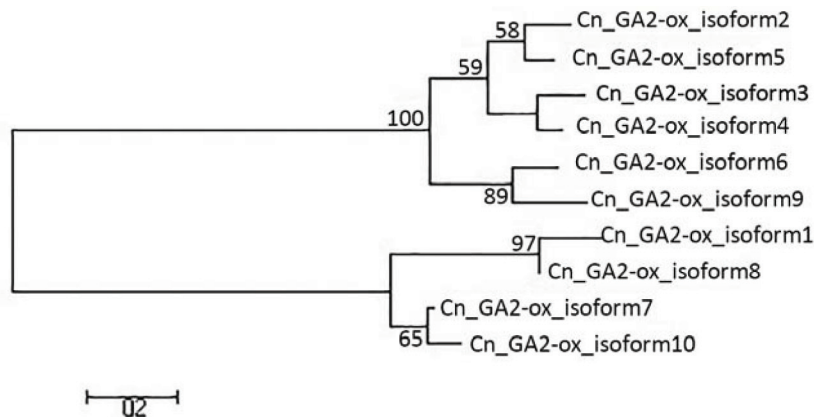 58 Cn_GA2-ox_isoform2
59 Cn_GA2-ox_isoform5
Cn_GA2-ox_isoform3
100 Cn_GA2-ox_isoform4
Cn_GA2-ox_isoform6
89 Cn_GA2-ox_isoform9
97 Cn_GA2-ox_isoform1
Cn_GA2-ox_isoform8
Cn_GA2-ox_isoform7
65 Cn_GA2-ox_isoform10
02